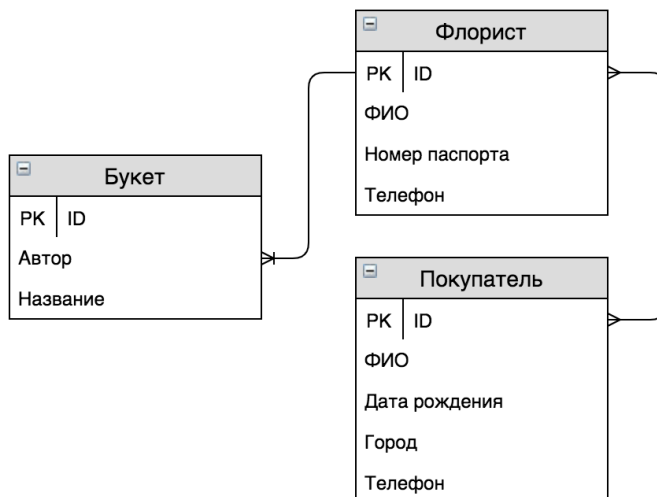 Флорист
PK ID
ФИО
Номер паспорта
Телефон
Букет
PK ID
Автор
Название
Покупатель
PK ID
ФИО
Дата рождения
Город
Телефон